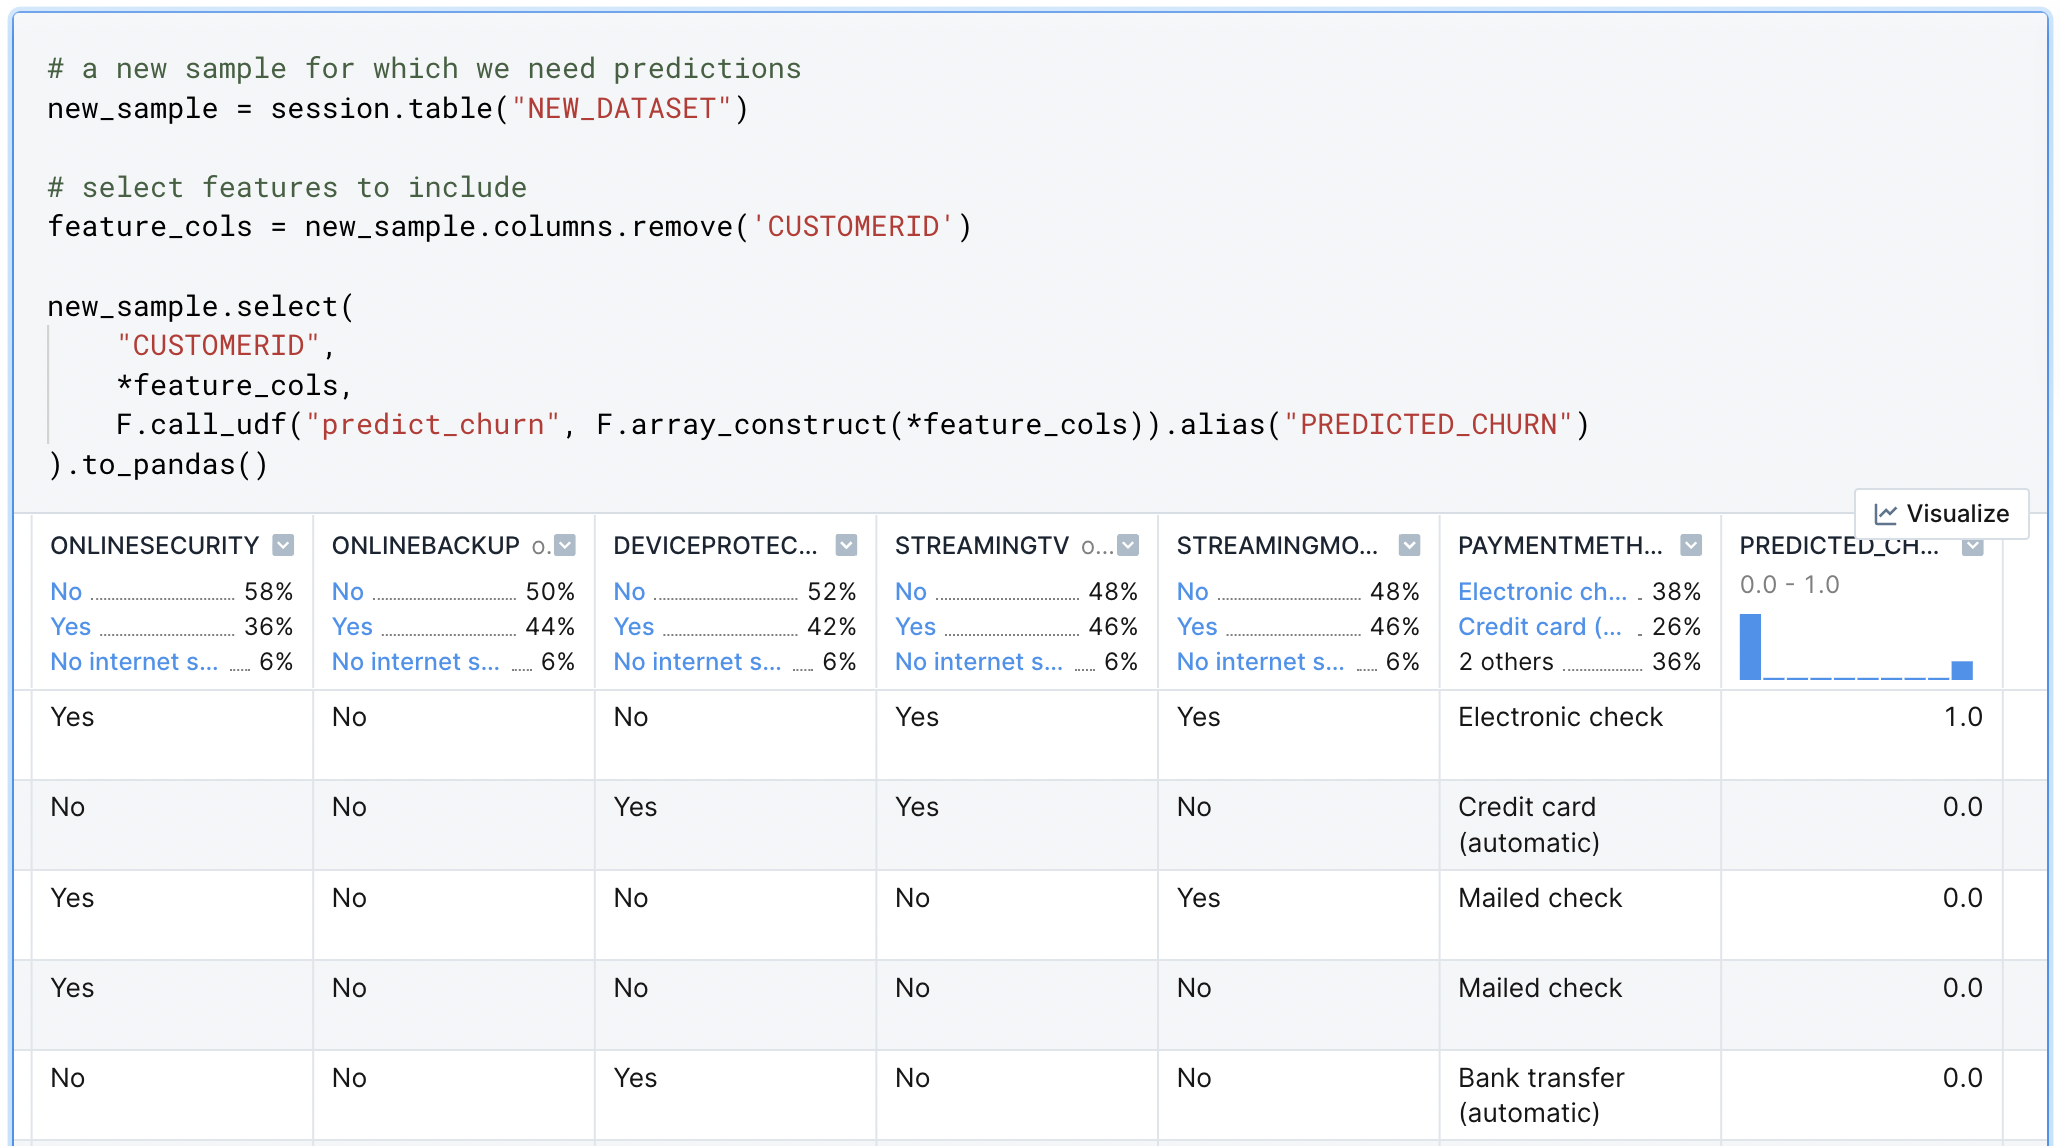 # a new sample for which we need predictions
new_sample = session.table("NEW_DATASET")
# select features to include
feature_cols = new_sample.columns.remove('CUSTOMERID')
new_sample.select(
"CUSTOMERID",
*feature_cols,
F.call_udf("predict_churn", F.array_construct(*feature_cols)).alias("PREDICTED_CHURN")
).to_pandas()
Visualize
ONLINESECURITY ONLINEBACKUP o. DEVICEPROTEC... STREAMINGTV o... STREAMINGMO... PAYMENTMETH... PREDICTED_CH...
No 58% No 50% No 52% No 48% No 48% Electronic ch... 38% 0.0 - 1.0
Yes 36% Yes 44% Yes 42% Yes 46% Yes 46% Credit card (... 26%
No internet s... 6% No internet s... 6% No internet s... 6% No internet s... 6% No internet s... 6% 2 others 36%
Yes No No Yes Yes Electronic check 1.0
No No Yes Yes No Credit card 0.0
(automatic)
Yes No No No Yes Mailed check 0.0
Yes No No No No Mailed check 0.0
No No Yes No No Bank transfer 0.0
(automatic)